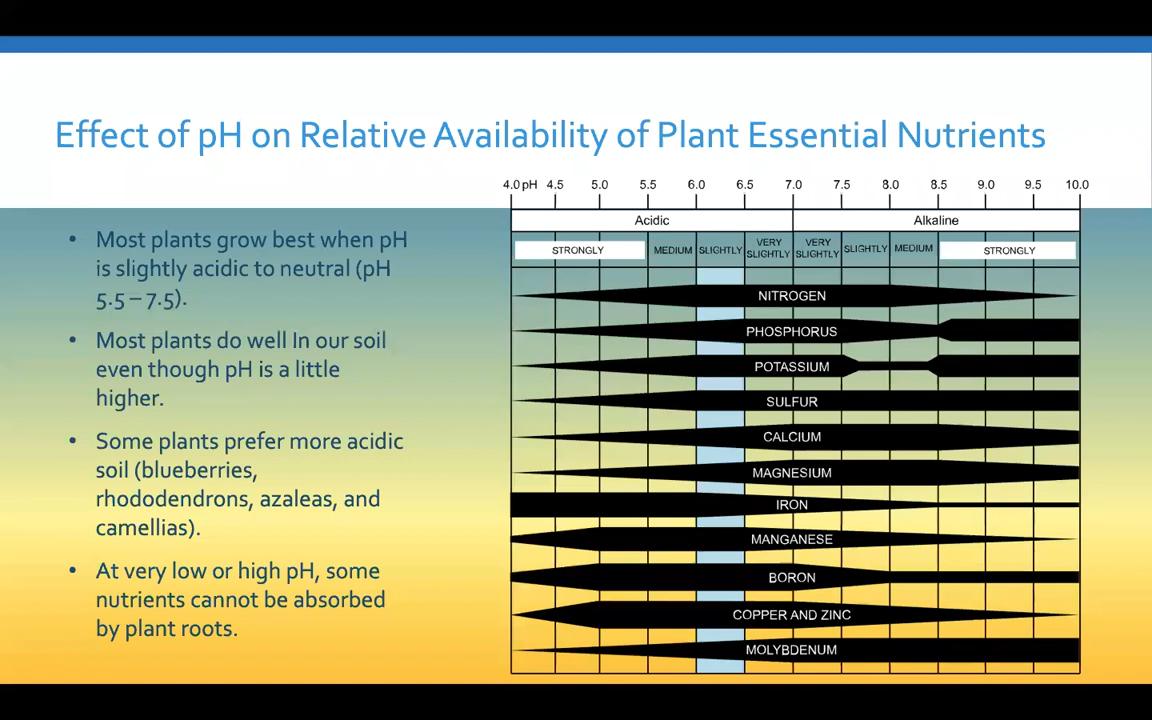 Effect of pH on Relative Availability of Plant Essential Nutrients
• Most plants grow best when pH
is slightly acidic to neutral (pH
5.5 – 7.5).
• Most plants do well In our soil
even though pH is a little
higher.
• Some plants prefer more acidic
soil (blueberries,
rhododendrons, azaleas, and
camellias).
• At very low or high pH, some
nutrients cannot be absorbed
by plant roots.
4.0 pH 4.5 5.0 5.5 6.0 6.5 7.0 7.5 8.0 8.5 9.0 9.5 10.0
Acidic Alkaline
STRONGLY MEDIUM SLIGHTLY VERY SLIGHTLY VERY SLIGHTLY SLIGHTLY MEDIUM STRONGLY
NITROGEN
PHOSPHORUS
POTASSIUM
SULFUR
CALCIUM
MAGNESIUM
IRON
MANGANESE
BORON
COPPER AND ZINC
MOLYBDENUM